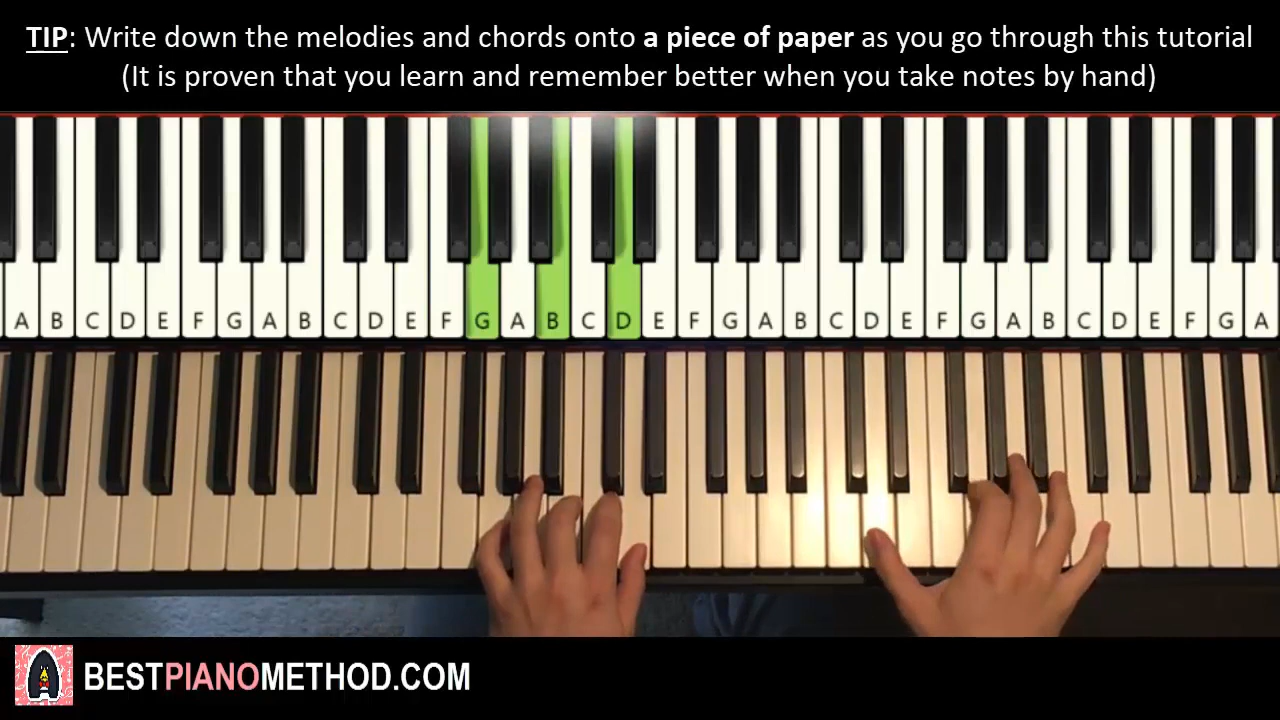 TIP: Write down the melodies and chords onto a piece of paper as you go through this tutorial
(It is proven that you learn and remember better when you take notes by hand)
A B C D E F G A B C D E F G A B C D E F G A B C D E F G A B C D E F G A
BESTPIANOMETHOD.COM